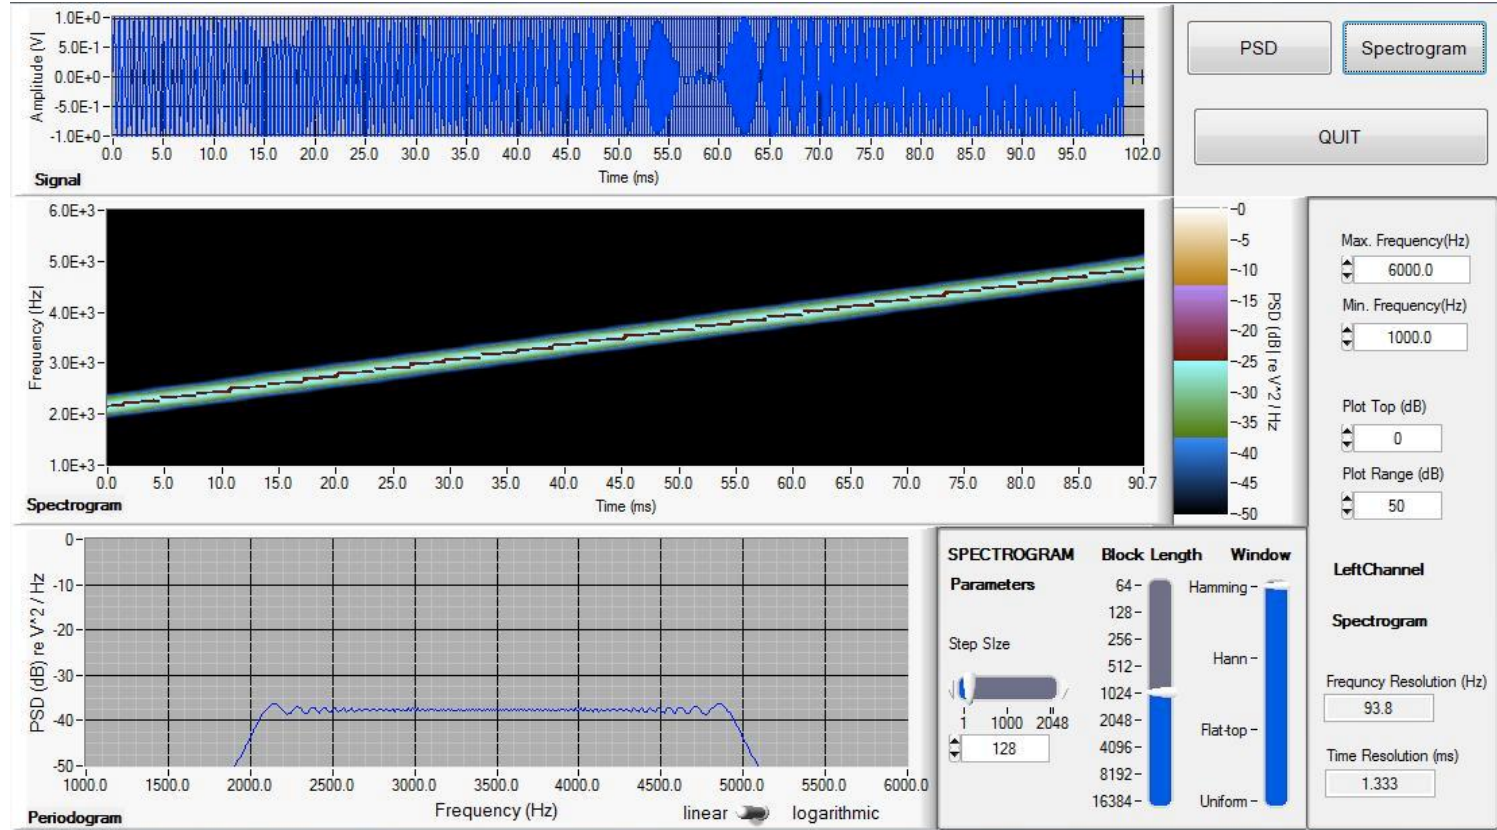 1.0E+0
5.0E-1
0.0E+0
-5.0E-1
-1.0E+0
Amplidude (V|
0.0 5.0 10.0 15.0 20.0 25.0 30.0 35.0 40.0 45.0 50.0 55.0 60.0 65.0 70.0 75.0 80.0 85.0 90.0 95.0 102.0
Time (ms)
Signal
PSD
Spectrogram
QUIT
6.0E+3
5.0E+3
4.0E+3
3.0E+3
2.0E+3
1.0E+3
Frequency (Hz|
0.0 5.0 10.0 15.0 20.0 25.0 30.0 35.0 40.0 45.0 50.0 55.0 60.0 65.0 70.0 75.0 80.0 85.0 90.7
Time (ms)
Spectrogram
-0
-5
-10
-15
-20
-25
-30
-35
-40
-45
-50
PSD (dB| re V^2 / Hz
Max. Frequency(Hz)
6000.0
Min. Frequency(Hz)
1000.0
Plot Top (dB)
0
Plot Range (dB)
50
LeftChannel
Spectrogram
Frequncy Resolution (Hz)
93.8
Time Resolution (ms)
1.333
0
-10
-20
-30
-40
-50
PSD (dB) re V^2 / Hz
1000.0 1500.0 2000.0 2500.0 3000.0 3500.0 4000.0 4500.0 5000.0 5500.0 6000.0
Frequency (Hz)
linear logarithmic
Periodogram
SPECTROGRAM
Parameters
Step SIze
1 1000 2048
128
Block Length
64
128
256
512
1024
2048
4096
8192
16384
Window
Hamming
Hann
Flat-top
Uniform